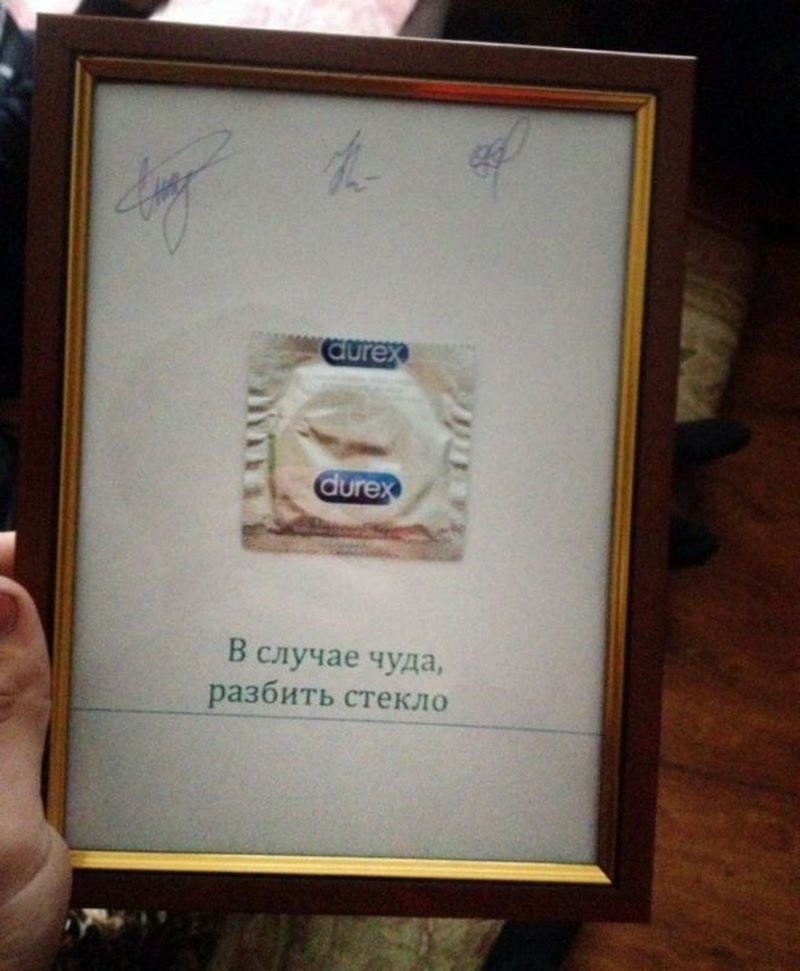 durex
durex
В случае чуда,
разбить стекло